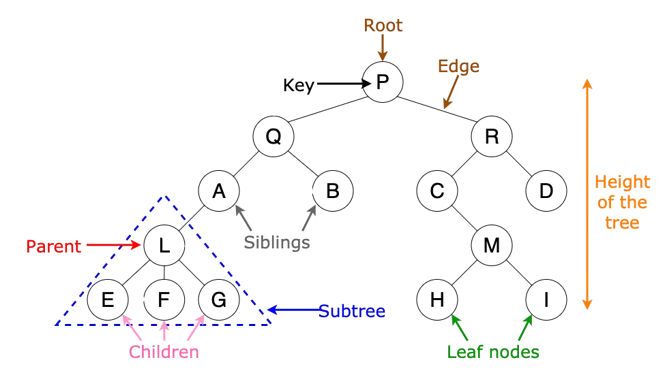 Root
Edge
Key
P
Q
R
A
B
C
D
Height
of the
tree
Siblings
Parent
L
M
E
F
G
H
I
Subtree
Children
Leaf nodes